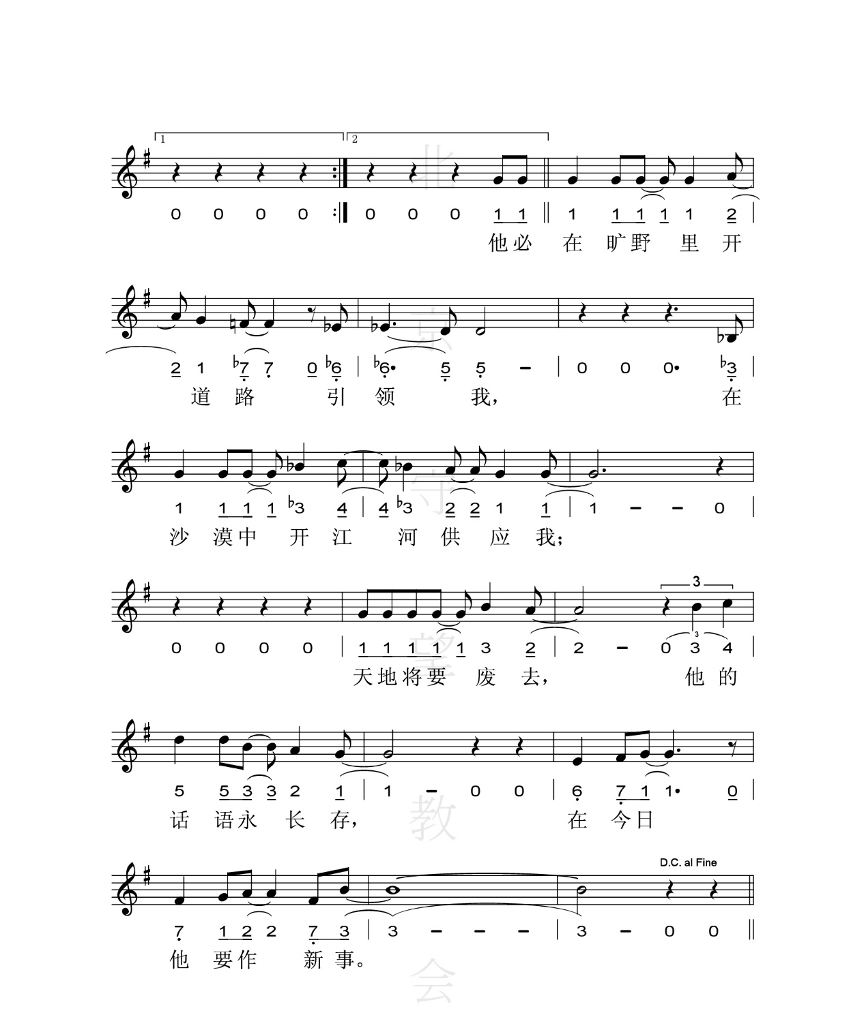 1 2
0 0 0 0 :| 0 0 0 1 1 || 1 1 1 1 1 2 |
他必 在 旷野 里 开
2 1 ♭7 7 0 ♭6 | ♭6· 5 5 – | 0 0 0· ♭3 |
道 路 引 领 我, 在
1 1 1 1 ♭3 4 | 4 ♭3 2 2 1 1 | 1 – – 0 |
沙 漠中 开 江 河 供 应 我;
3
0 0 0 0 | 1 1 1 1 1 3 2 | 2 – 0 3 4 |
3
天地将要 废 去, 他 的
5 5 3 3 2 1 | 1 – 0 0 | 6 7 1 1· 0 |
话 语永 长 存, 在 今日
D.C. al Fine
7 1 2 2 7 3 | 3 – – – | 3 – 0 0 ||
他 要作 新 事。
北京守望教会